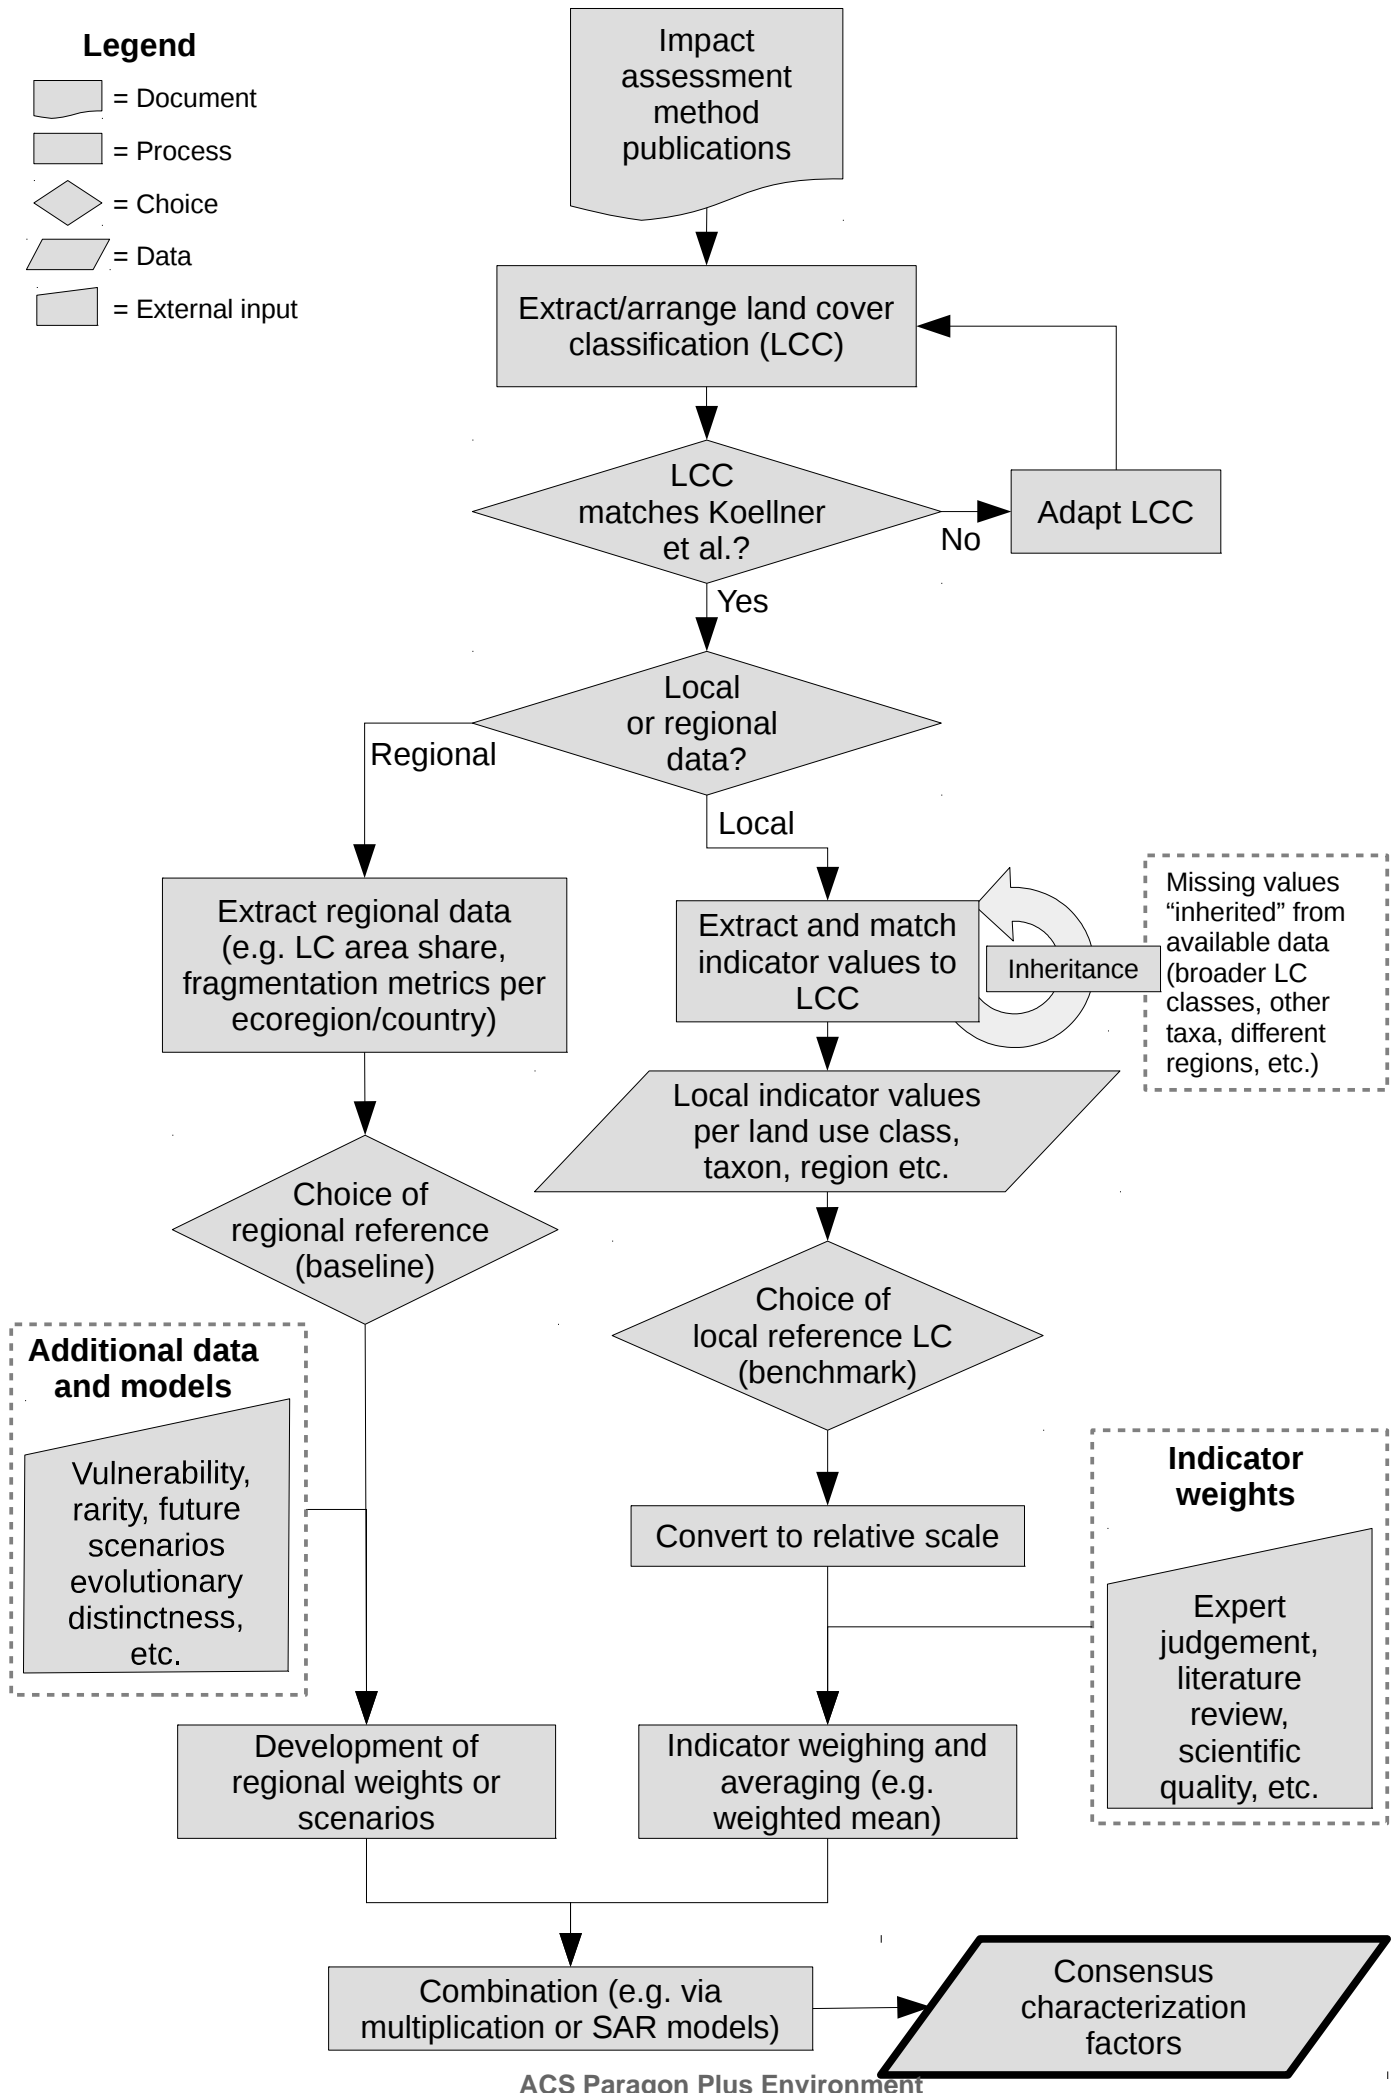 Legend
= Document
= Process
= Choice
= Data
= External input
Impact
assessment
method
publications
Extract/arrange land cover
classification (LCC)
LCC
matches Koellner
et al.?
No
Adapt LCC
Yes
Local
or regional
data?
Regional
Local
Extract regional data
(e.g. LC area share,
fragmentation metrics per
ecoregion/country)
Extract and match
indicator values to
LCC
Inheritance
Missing values
“inherited” from
available data
(broader LC
classes, other
taxa, different
regions, etc.)
Local indicator values
per land use class,
taxon, region etc.
Choice of
regional reference
(baseline)
Choice of
local reference LC
(benchmark)
Additional data
and models
Vulnerability,
rarity, future
scenarios
evolutionary
distinctness,
etc.
Convert to relative scale
Indicator
weights
Expert
judgement,
literature
review,
scientific
quality, etc.
Development of
regional weights or
scenarios
Indicator weighing and
averaging (e.g.
weighted mean)
Combination (e.g. via
multiplication or SAR models)
Consensus
characterization
factors
ACS Paragon Plus Environment